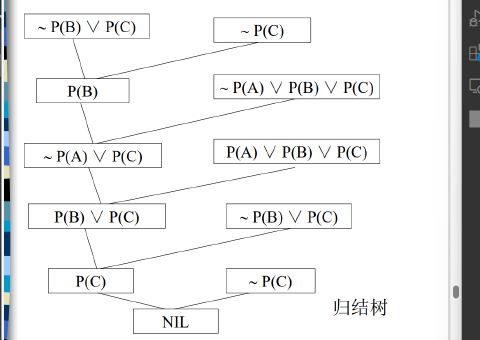 ~ P(B) ∨ P(C)
~ P(C)
P(B)
~ P(A) ∨ P(B) ∨ P(C)
~ P(A) ∨ P(C)
P(A) ∨ P(B) ∨ P(C)
P(B) ∨ P(C)
~ P(B) ∨ P(C)
P(C)
~ P(C)
NIL
归结树